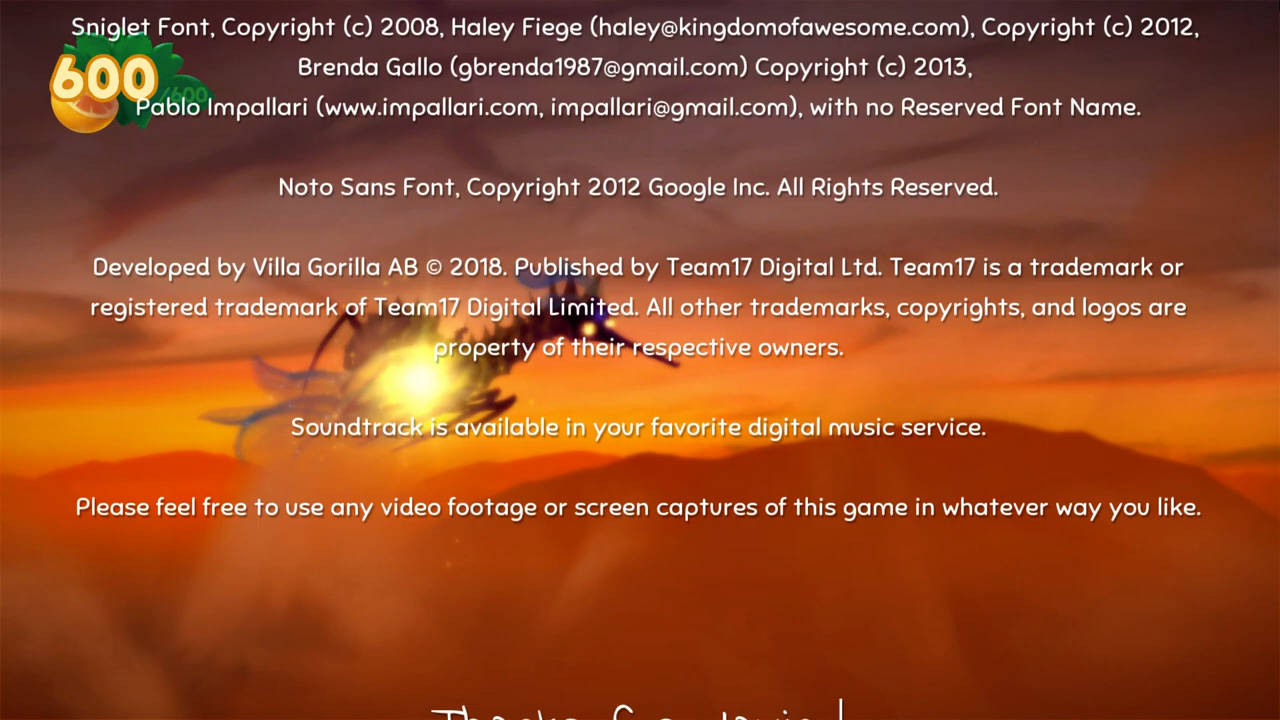 Sniglet Font, Copyright (c) 2008, Haley Fiege (haley@kingdomofawesome.com), Copyright (c) 2012,
Brenda Gallo (gbrenda1987@gmail.com) Copyright (c) 2013,
600
/600
Pablo Impallari (www.impallari.com, impallari@gmail.com), with no Reserved Font Name.
Noto Sans Font, Copyright 2012 Google Inc. All Rights Reserved.
Developed by Villa Gorilla AB © 2018. Published by Team17 Digital Ltd. Team17 is a trademark or
registered trademark of Team17 Digital Limited. All other trademarks, copyrights, and logos are
property of their respective owners.
Soundtrack is available in your favorite digital music service.
Please feel free to use any video footage or screen captures of this game in whatever way you like.